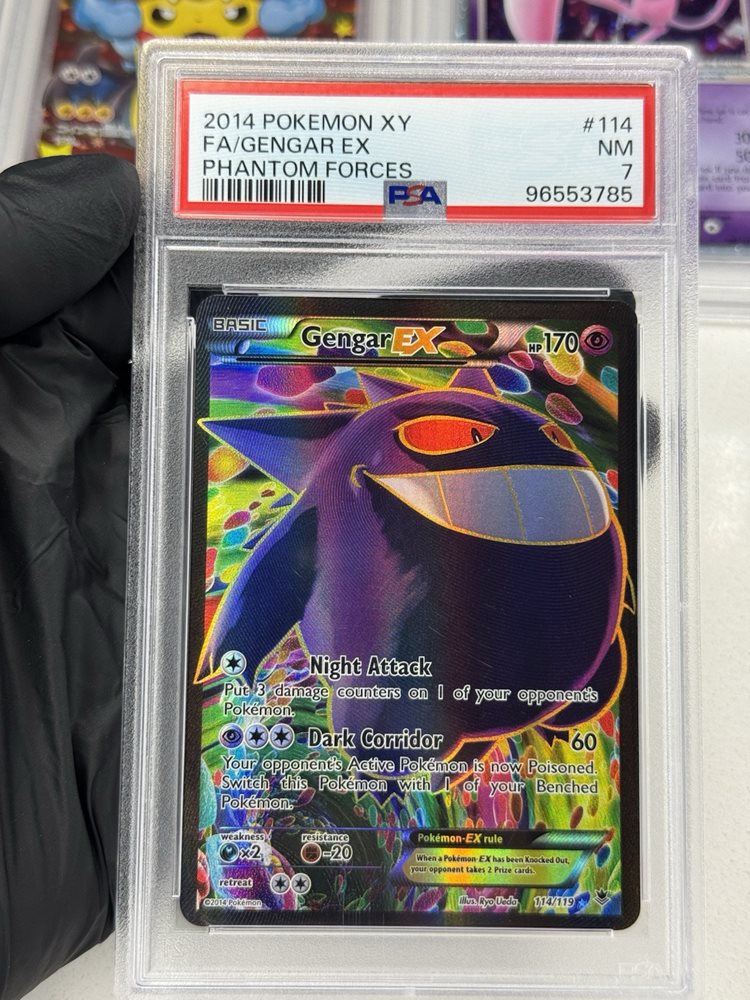 2014 POKEMON XY #114
FA/GENGAR EX NM
PHANTOM FORCES 7
PSA 96553785
BASIC Gengar EX HP170
Night Attack
Put 3 damage counters on 1 of your opponent's
Pokémon.
Dark Corridor 60
Your opponent's Active Pokémon is now Poisoned.
Switch this Pokémon with 1 of your Benched
Pokémon.
weakness resistance
×2 -20
retreat
Pokémon-EX rule
When a Pokémon-EX has been Knocked Out,
your opponent takes 2 Prize cards.
©2014 Pokémon illus. Ryo Ueda 114/119